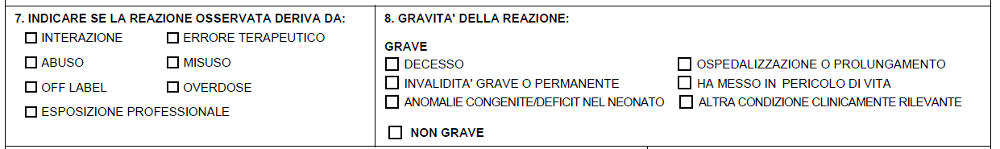 7. INDICARE SE LA REAZIONE OSSERVATA DERIVA DA:
INTERAZIONE ERRORE TERAPEUTICO
ABUSO MISUSO
OFF LABEL OVERDOSE
ESPOSIZIONE PROFESSIONALE
8. GRAVITA' DELLA REAZIONE:
GRAVE
DECESSO OSPEDALIZZAZIONE O PROLUNGAMENTO
INVALIDITA' GRAVE O PERMANENTE HA MESSO IN PERICOLO DI VITA
ANOMALIE CONGENITE/DEFICIT NEL NEONATO ALTRA CONDIZIONE CLINICAMENTE RILEVANTE
NON GRAVE